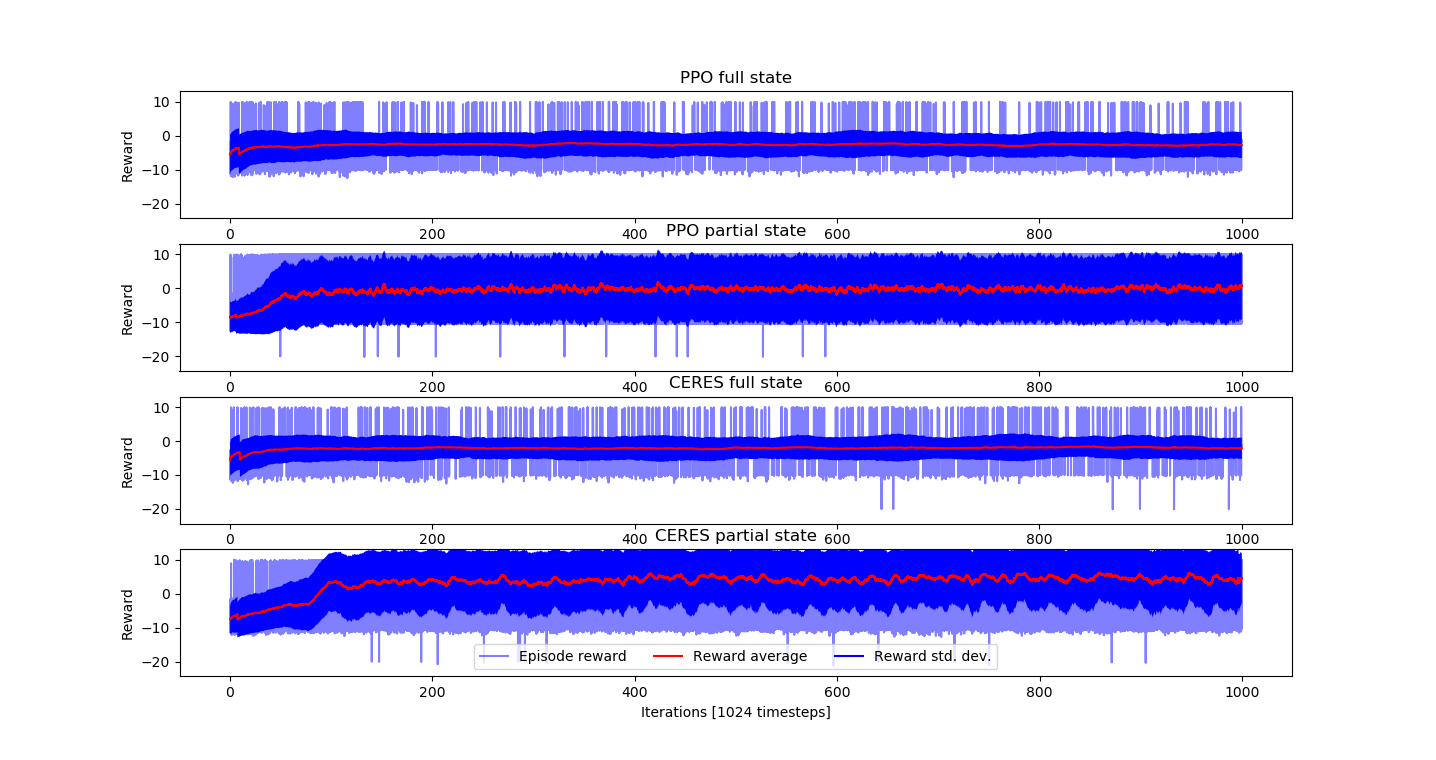 PPO full state
10
0
−10
−20
Reward
0 200 400 600 800 1000
PPO partial state
10
0
−10
−20
Reward
0 200 400 600 800 1000
CERES full state
10
0
−10
−20
Reward
0 200 400 600 800 1000
CERES partial state
10
0
−10
−20
Reward
Episode reward Reward average Reward std. dev.
0 200 400 600 800 1000
Iterations [1024 timesteps]